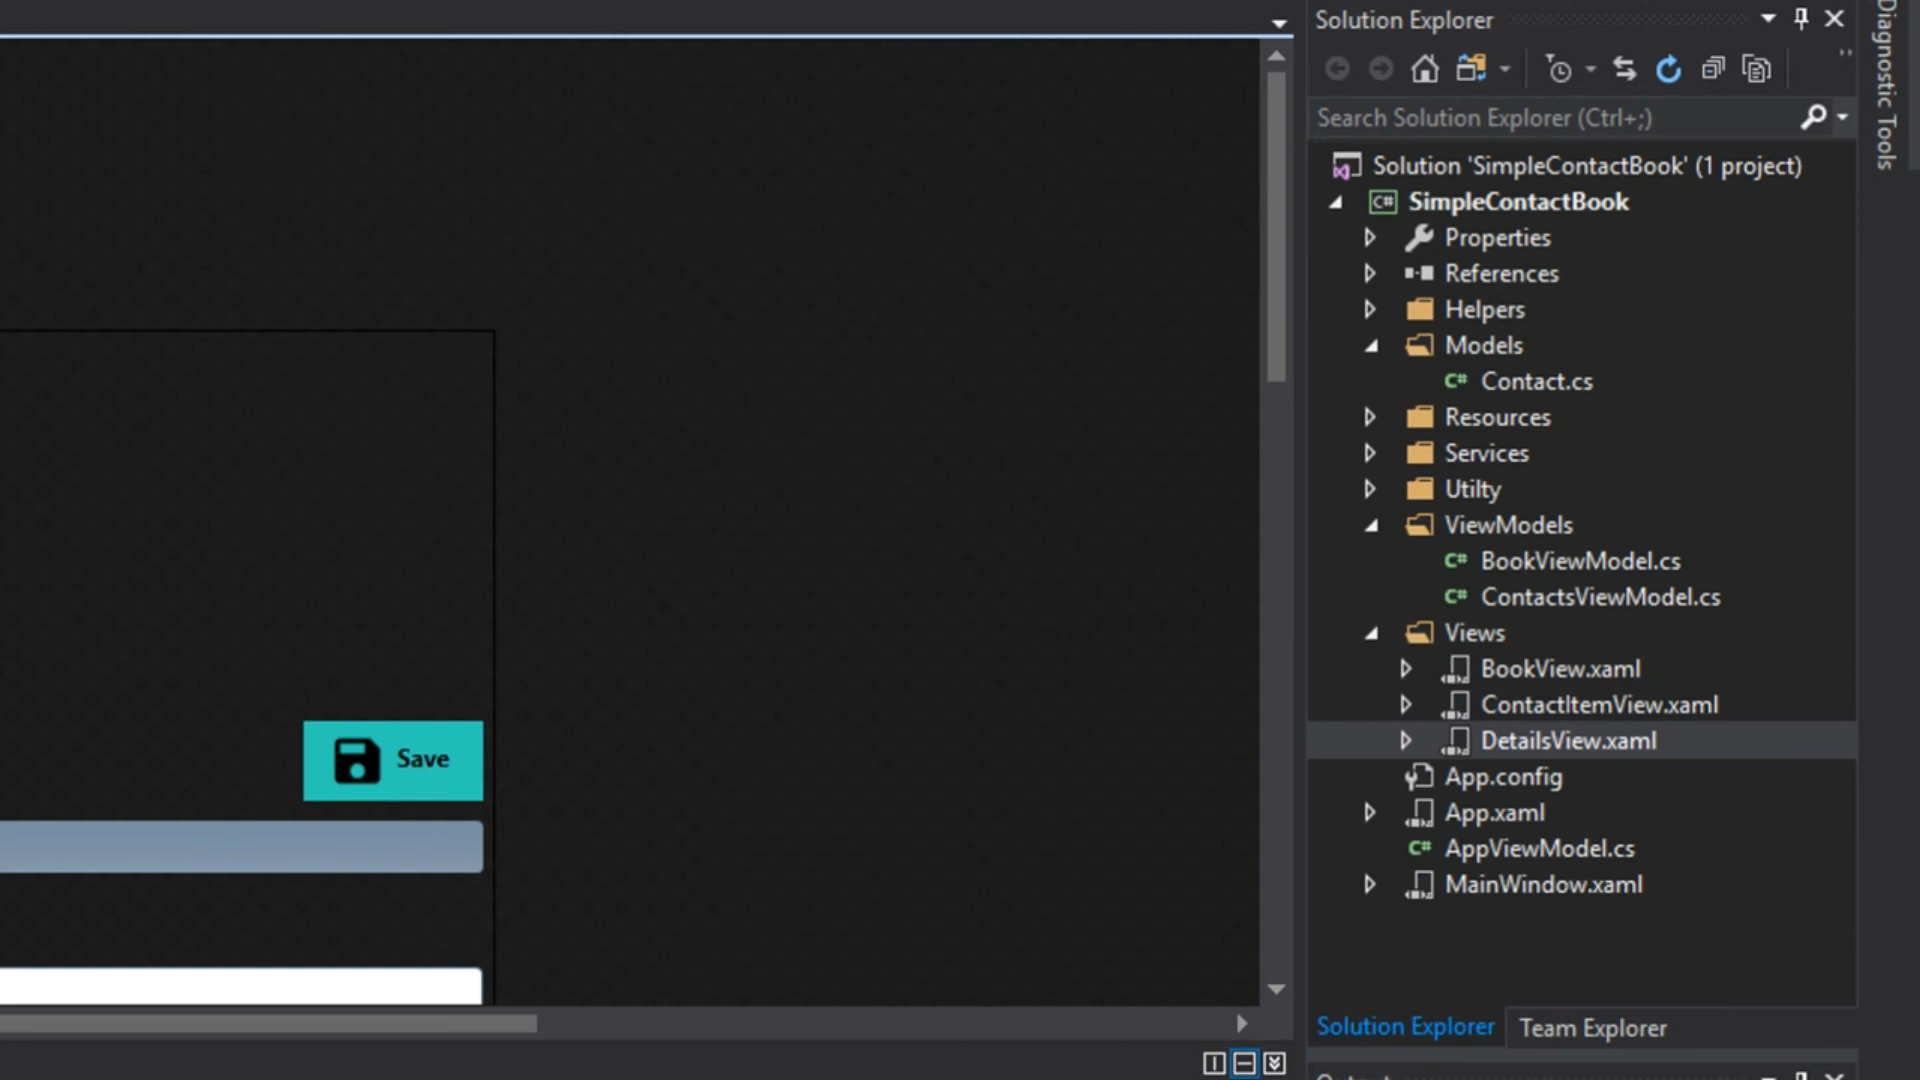 Solution Explorer
Search Solution Explorer (Ctrl+;)
Solution 'SimpleContactBook' (1 project)
C# SimpleContactBook
Properties
References
Helpers
Models
C# Contact.cs
Resources
Services
Utilty
ViewModels
C# BookViewModel.cs
C# ContactsViewModel.cs
Views
BookView.xaml
ContactItemView.xaml
DetailsView.xaml
App.config
App.xaml
C# AppViewModel.cs
MainWindow.xaml
Solution Explorer
Team Explorer
Diagnostic Tools
Save